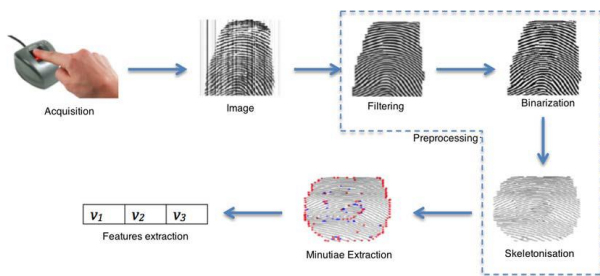 Acquisition
Image
Filtering
Binarization
Preprocessing
Skeletonisation
Minutiae Extraction
v1 v2 v3
Features extraction